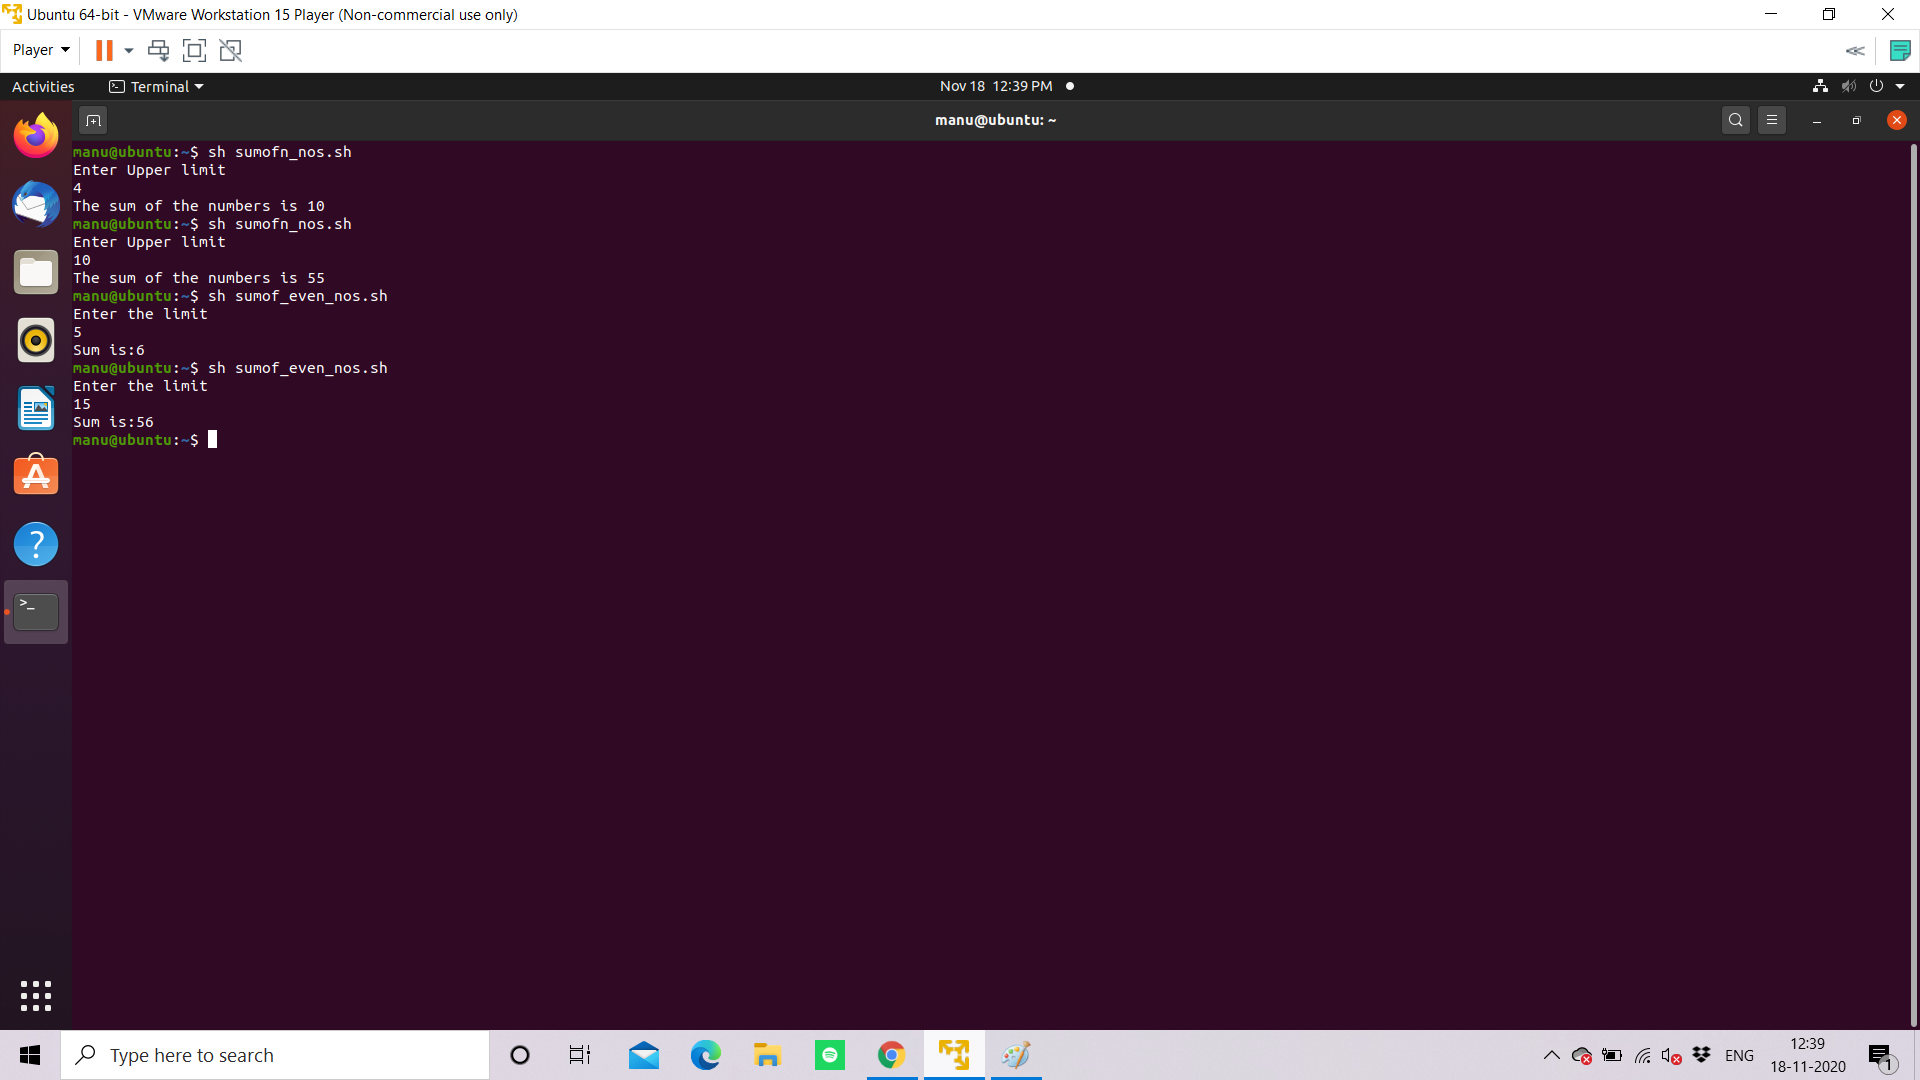 Ubuntu 64-bit - VMware Workstation 15 Player (Non-commercial use only)
Player
Activities
Terminal
Nov 18 12:39 PM
manu@ubuntu: ~
manu@ubuntu:~$ sh sumofn_nos.sh
Enter Upper limit
4
The sum of the numbers is 10
manu@ubuntu:~$ sh sumofn_nos.sh
Enter Upper limit
10
The sum of the numbers is 55
manu@ubuntu:~$ sh sumof_even_nos.sh
Enter the limit
5
Sum is:6
manu@ubuntu:~$ sh sumof_even_nos.sh
Enter the limit
15
Sum is:56
manu@ubuntu:~$
Type here to search
ENG
12:39
18-11-2020
1